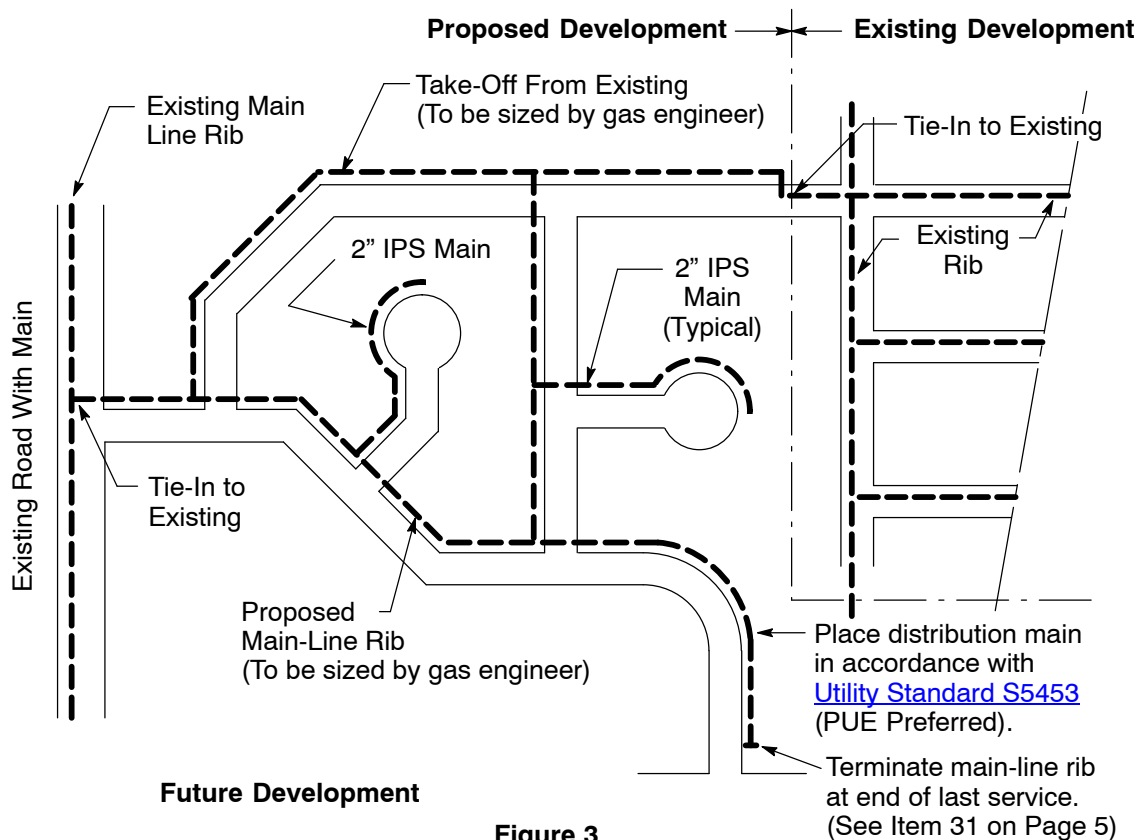 Proposed Development
Existing Development
Take-Off From Existing
(To be sized by gas engineer)
Existing Main
Line Rib
Tie-In to Existing
Existing
Rib
2” IPS Main
2” IPS
Main
(Typical)
Existing Road With Main
Tie-In to
Existing
Proposed
Main-Line Rib
(To be sized by gas engineer)
Place distribution main
in accordance with
Utility Standard S5453
(PUE Preferred).
Terminate main-line rib
at end of last service.
(See Item 31 on Page 5)
Future Development
Figure 3